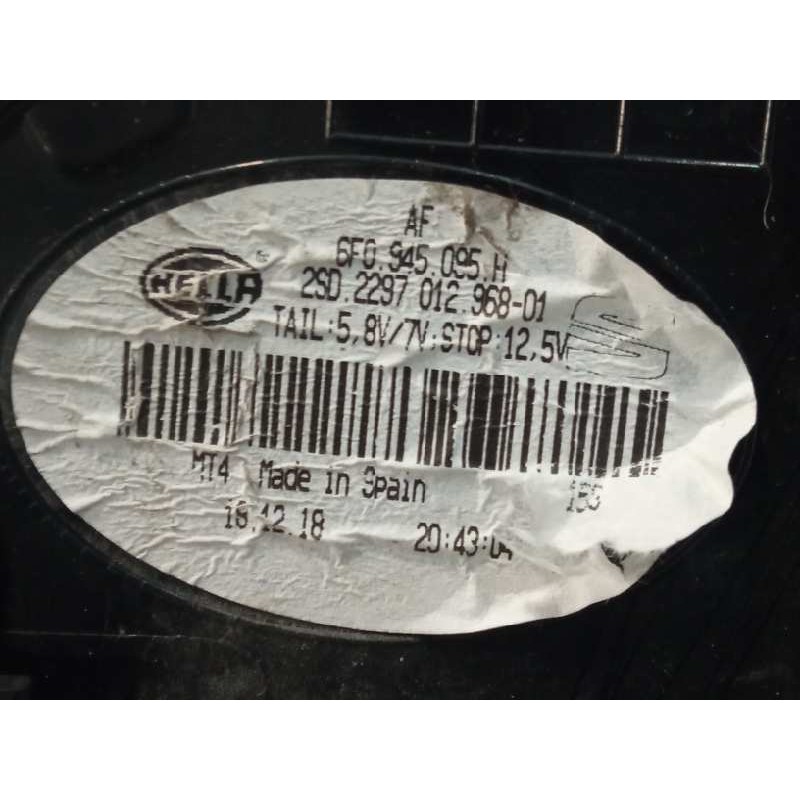 AF
6F0.945.095.H
HELLA ®
2SD.2297 012.968-01
TAIL:5,8V/7V;STOP:12,5V
MT4 Made in Spain
18.12.18 20:43:04